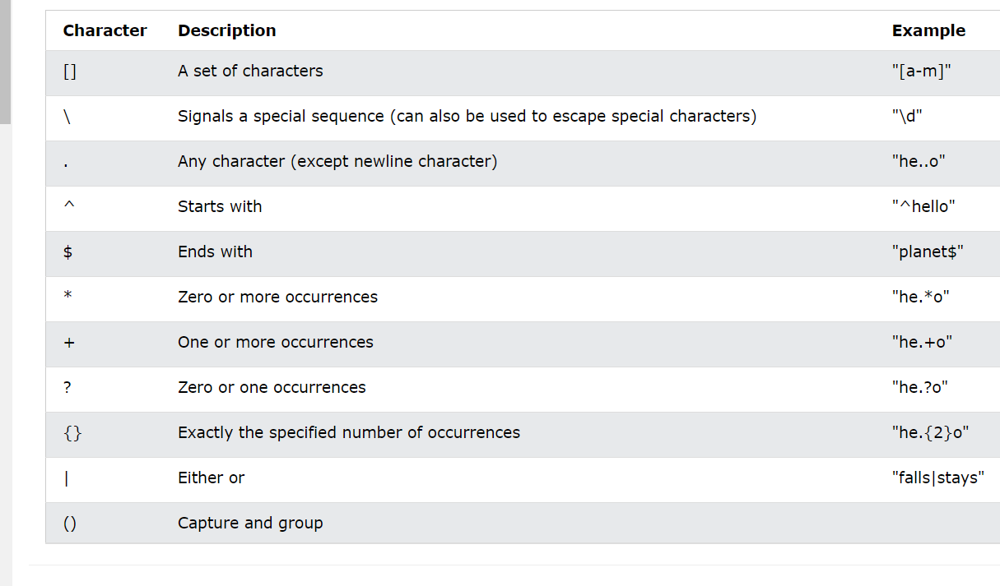 Character Description Example
[] A set of characters "[a-m]"
\ Signals a special sequence (can also be used to escape special characters) "\d"
. Any character (except newline character) "he..o"
^ Starts with "^hello"
$ Ends with "planet$"
* Zero or more occurrences "he.*o"
+ One or more occurrences "he.+o"
? Zero or one occurrences "he.?o"
{} Exactly the specified number of occurrences "he.{2}o"
| Either or "falls|stays"
() Capture and group